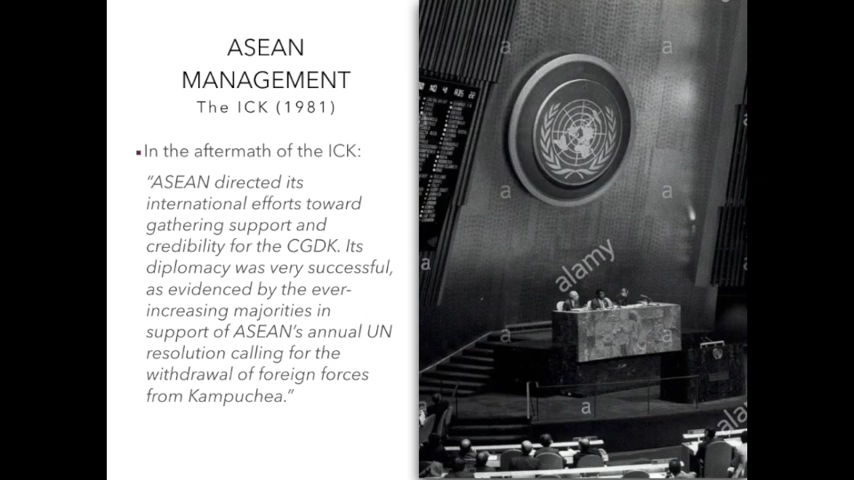 ASEAN
MANAGEMENT
The ICK (1981)
▪In the aftermath of the ICK:
“ASEAN directed its
international efforts toward
gathering support and
credibility for the CGDK. Its
diplomacy was very successful,
as evidenced by the ever-
increasing majorities in
support of ASEAN’s annual UN
resolution calling for the
withdrawal of foreign forces
from Kampuchea.”
a
a
a
a
a
alamy
a
a
a
ala